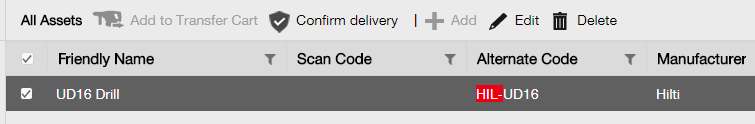 All Assets Add to Transfer Cart Confirm delivery | Add Edit Delete
Friendly Name Scan Code Alternate Code Manufacturer
UD16 Drill HIL-UD16 Hilti